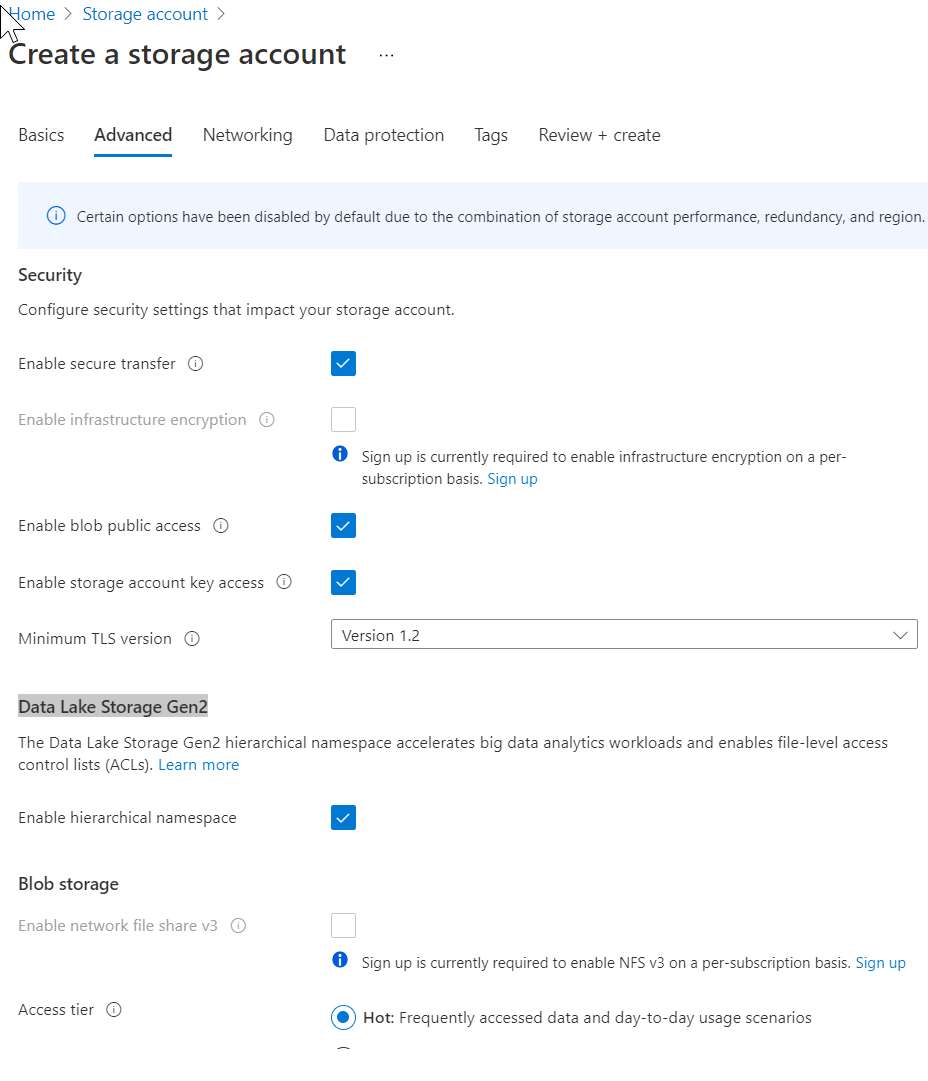 Home > Storage account >
Create a storage account ...
Basics Advanced Networking Data protection Tags Review + create
Certain options have been disabled by default due to the combination of storage account performance, redundancy, and region.
Security
Configure security settings that impact your storage account.
Enable secure transfer
Enable infrastructure encryption
Sign up is currently required to enable infrastructure encryption on a per-
subscription basis. Sign up
Enable blob public access
Enable storage account key access
Minimum TLS version Version 1.2
Data Lake Storage Gen2
The Data Lake Storage Gen2 hierarchical namespace accelerates big data analytics workloads and enables file-level access
control lists (ACLs). Learn more
Enable hierarchical namespace
Blob storage
Enable network file share v3
Sign up is currently required to enable NFS v3 on a per-subscription basis. Sign up
Access tier
Hot: Frequently accessed data and day-to-day usage scenarios